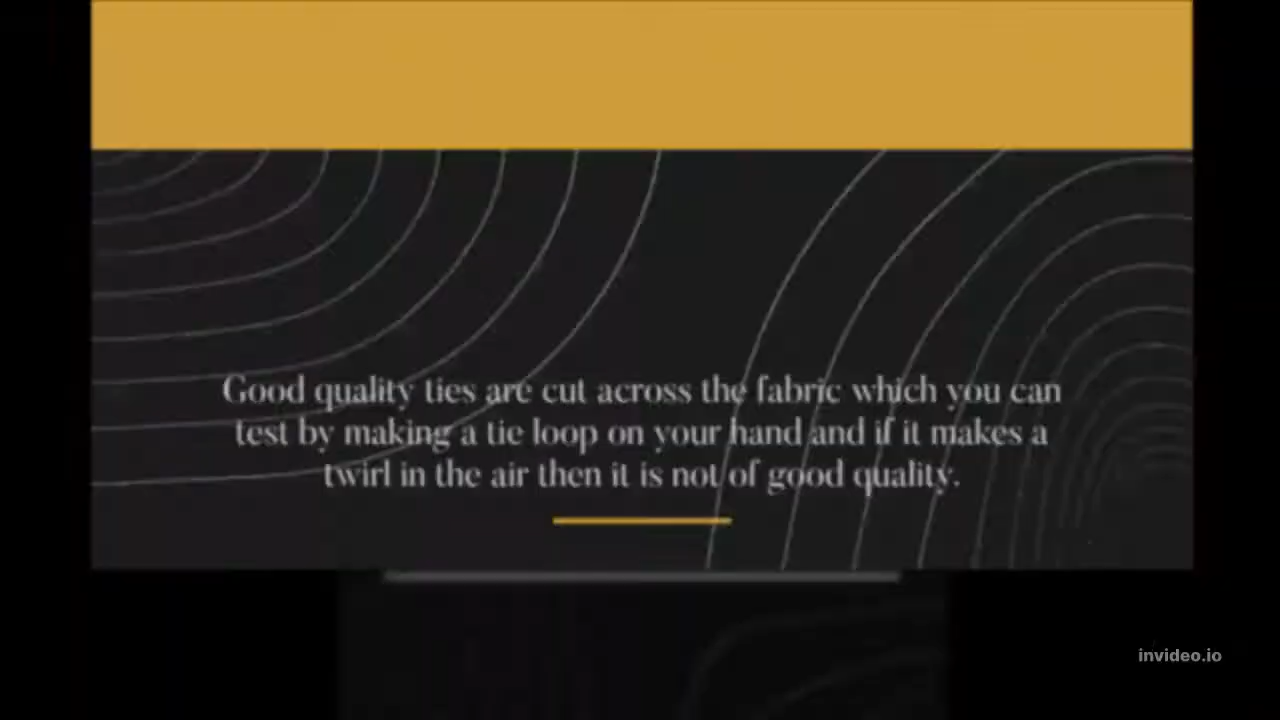 Good quality ties are cut across the fabric which you can
test by making a tie loop on your hand and if it makes a
twirl in the air then it is not of good quality.
invideo.io